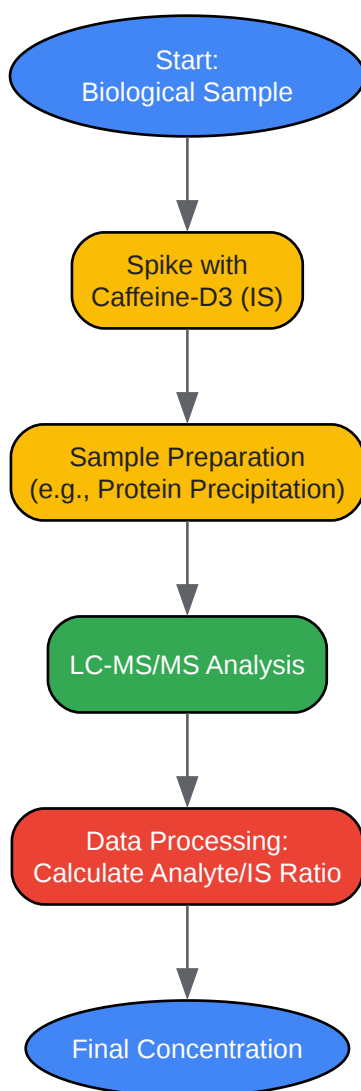 Start:
Biological Sample
Spike with
Caffeine-D3 (IS)
Sample Preparation
(e.g., Protein Precipitation)
LC-MS/MS Analysis
Data Processing:
Calculate Analyte/IS Ratio
Final Concentration